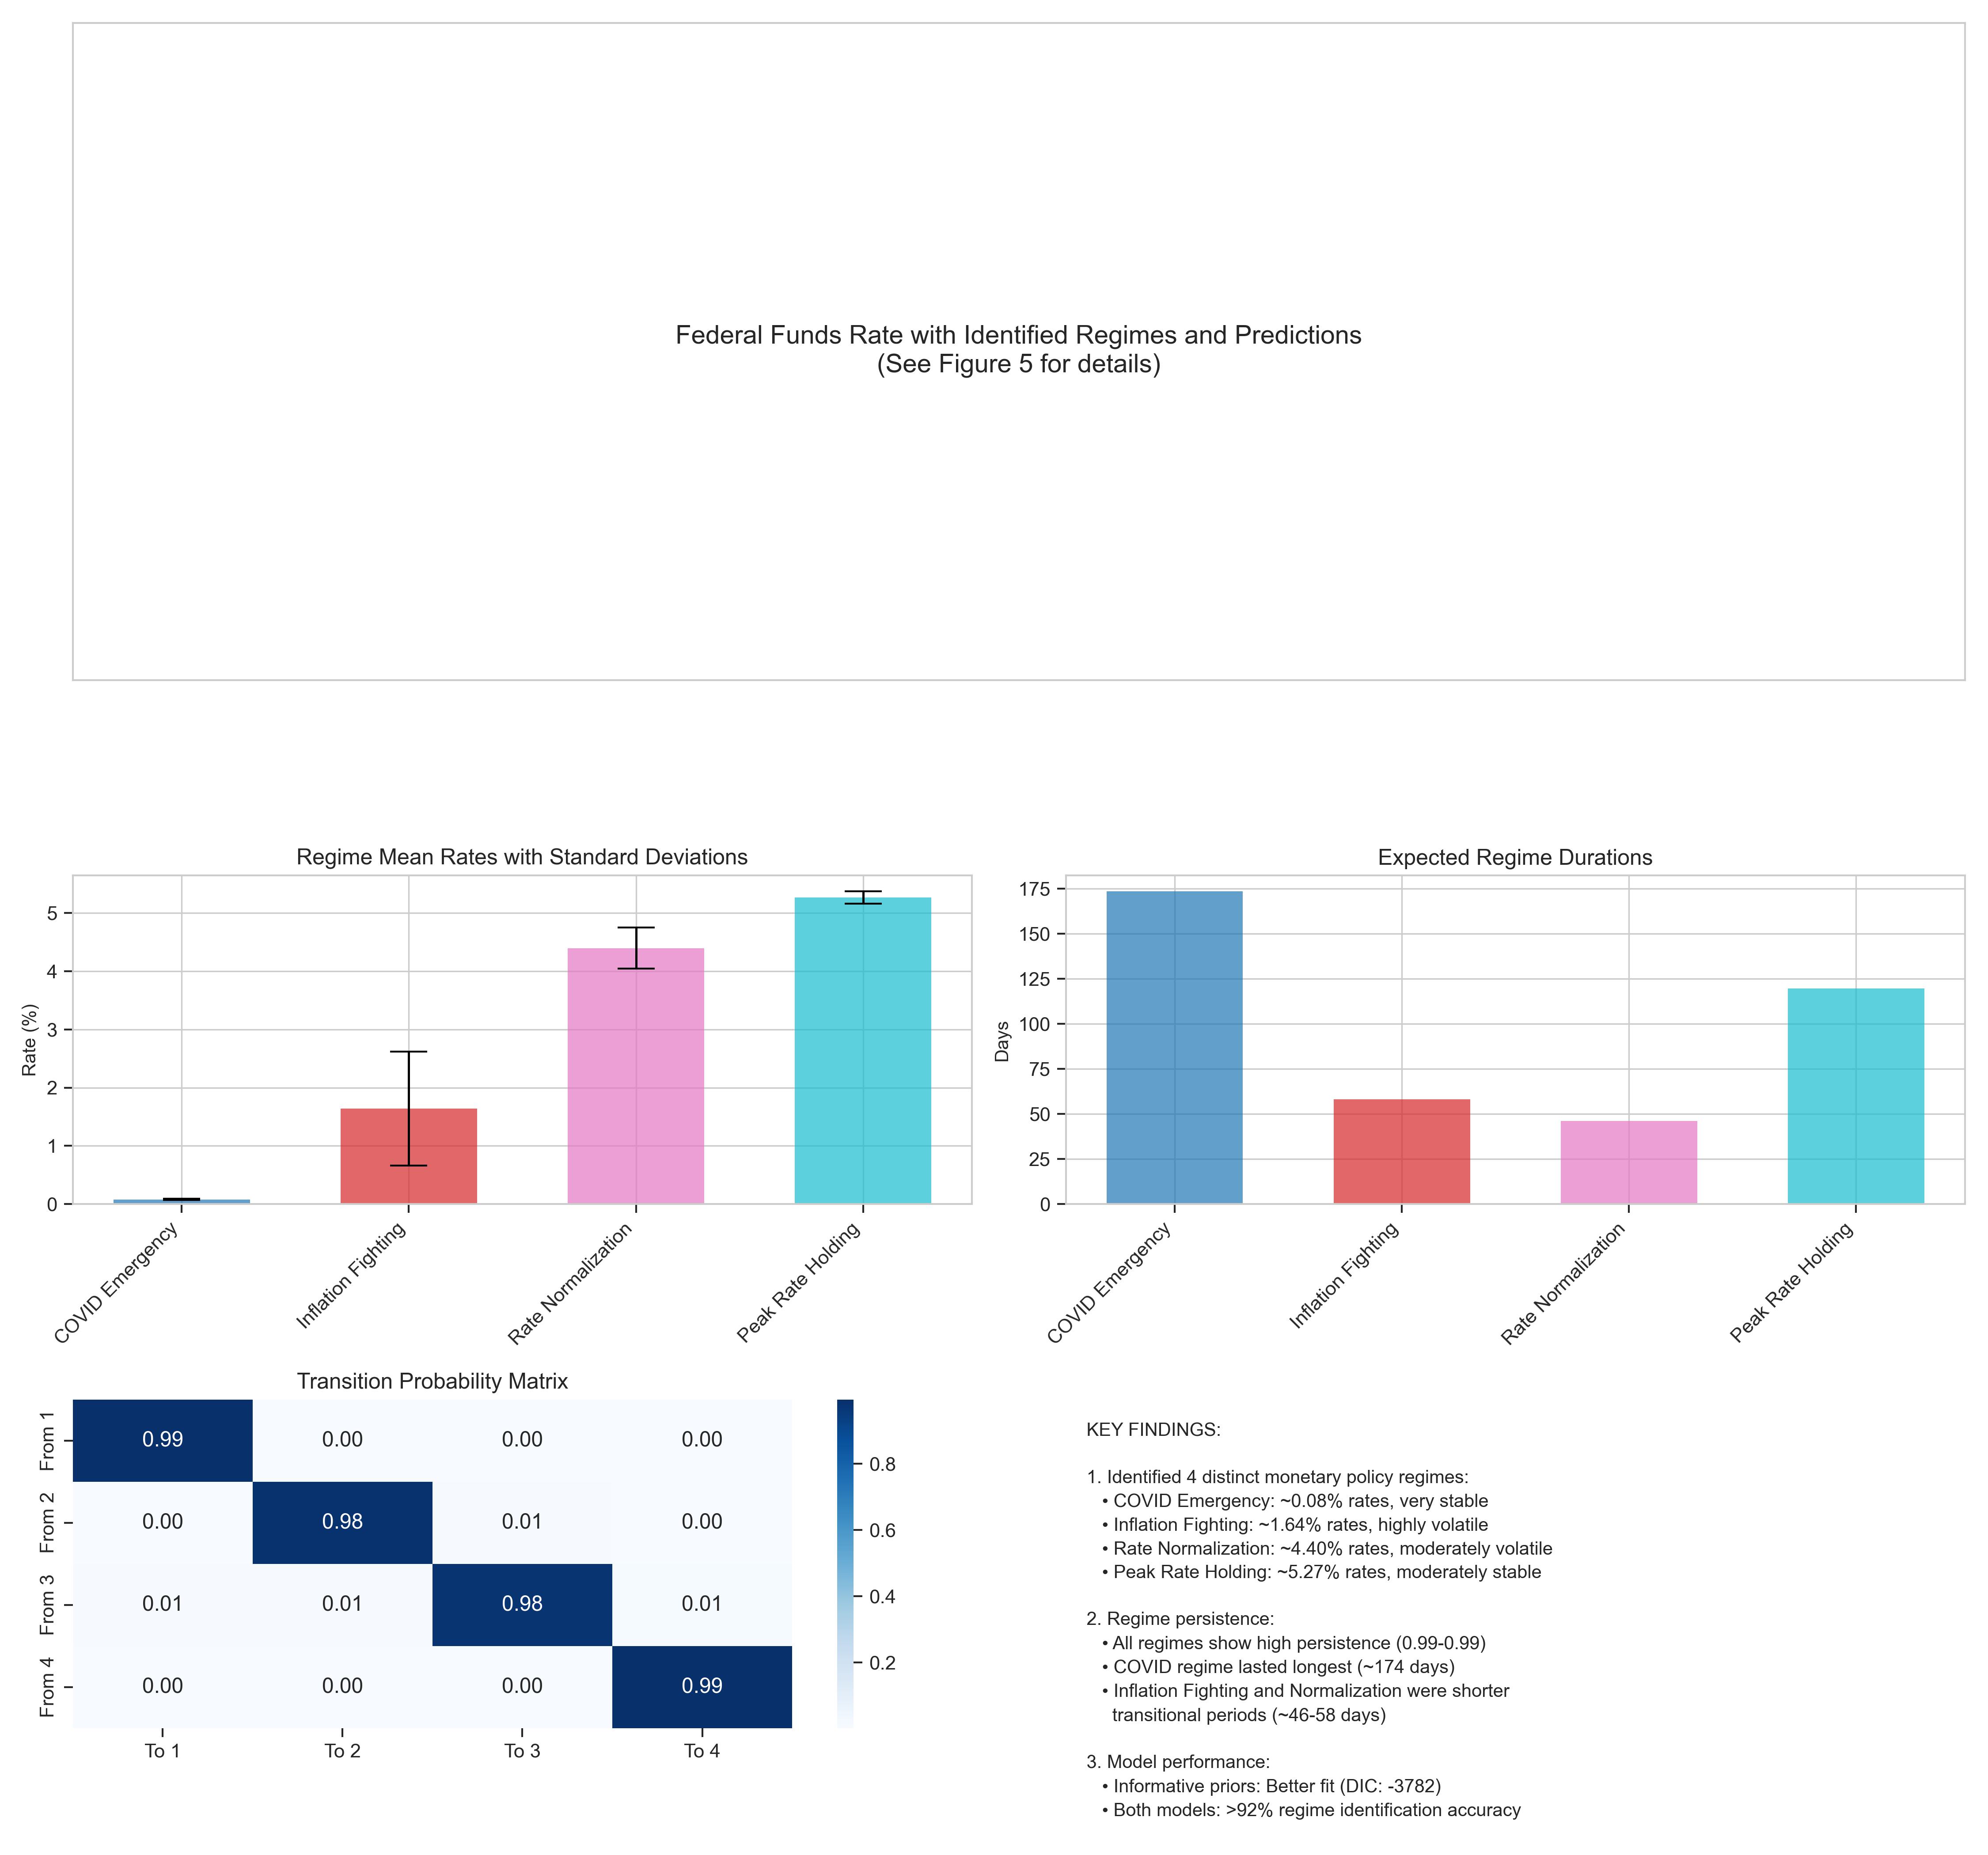 Federal Funds Rate with Identified Regimes and Predictions
(See Figure 5 for details)
Regime Mean Rates with Standard Deviations
Rate (%)
5
4
3
2
1
0
COVID Emergency
Inflation Fighting
Rate Normalization
Peak Rate Holding
Expected Regime Durations
Days
175
150
125
100
75
50
25
0
COVID Emergency
Inflation Fighting
Rate Normalization
Peak Rate Holding
Transition Probability Matrix
From 1 0.99 0.00 0.00 0.00
From 2 0.00 0.98 0.01 0.00
From 3 0.01 0.01 0.98 0.01
From 4 0.00 0.00 0.00 0.99
To 1 To 2 To 3 To 4
0.8
0.6
0.4
0.2
KEY FINDINGS:
1. Identified 4 distinct monetary policy regimes:
• COVID Emergency: ~0.08% rates, very stable
• Inflation Fighting: ~1.64% rates, highly volatile
• Rate Normalization: ~4.40% rates, moderately volatile
• Peak Rate Holding: ~5.27% rates, moderately stable
2. Regime persistence:
• All regimes show high persistence (0.99-0.99)
• COVID regime lasted longest (~174 days)
• Inflation Fighting and Normalization were shorter
transitional periods (~46-58 days)
3. Model performance:
• Informative priors: Better fit (DIC: -3782)
• Both models: >92% regime identification accuracy